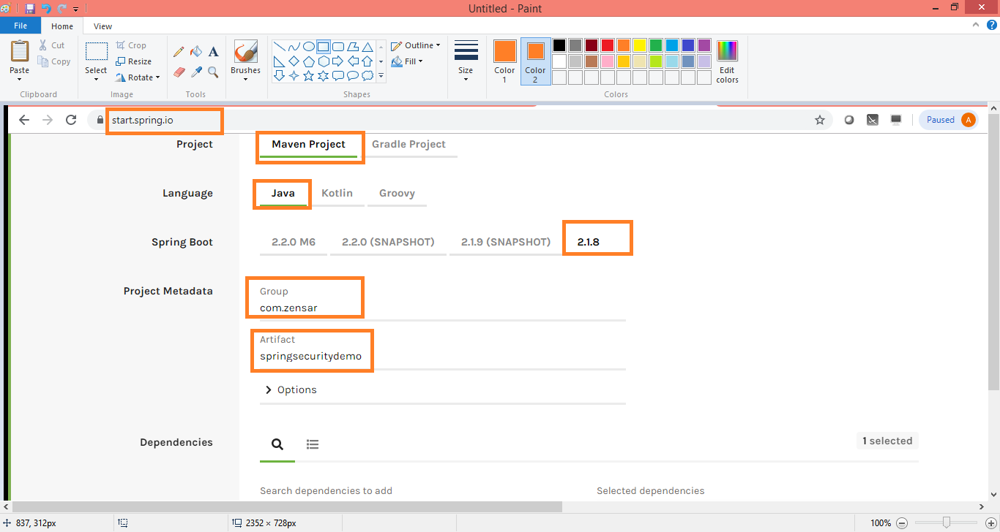 Untitled - Paint
File Home View
Paste Cut Copy Select Crop Resize Rotate A Brushes Outline Fill Size Color 1 Color 2 Edit colors
Clipboard Image Tools Shapes Colors
start.spring.io Paused A
Project Maven Project Gradle Project
Language Java Kotlin Groovy
Spring Boot 2.2.0 M6 2.2.0 (SNAPSHOT) 2.1.9 (SNAPSHOT) 2.1.8
Project Metadata Group
com.zensar
Artifact
springsecuritydemo
Options
Dependencies 1 selected
Search dependencies to add Selected dependencies
837, 312px 2352 × 728px 100%